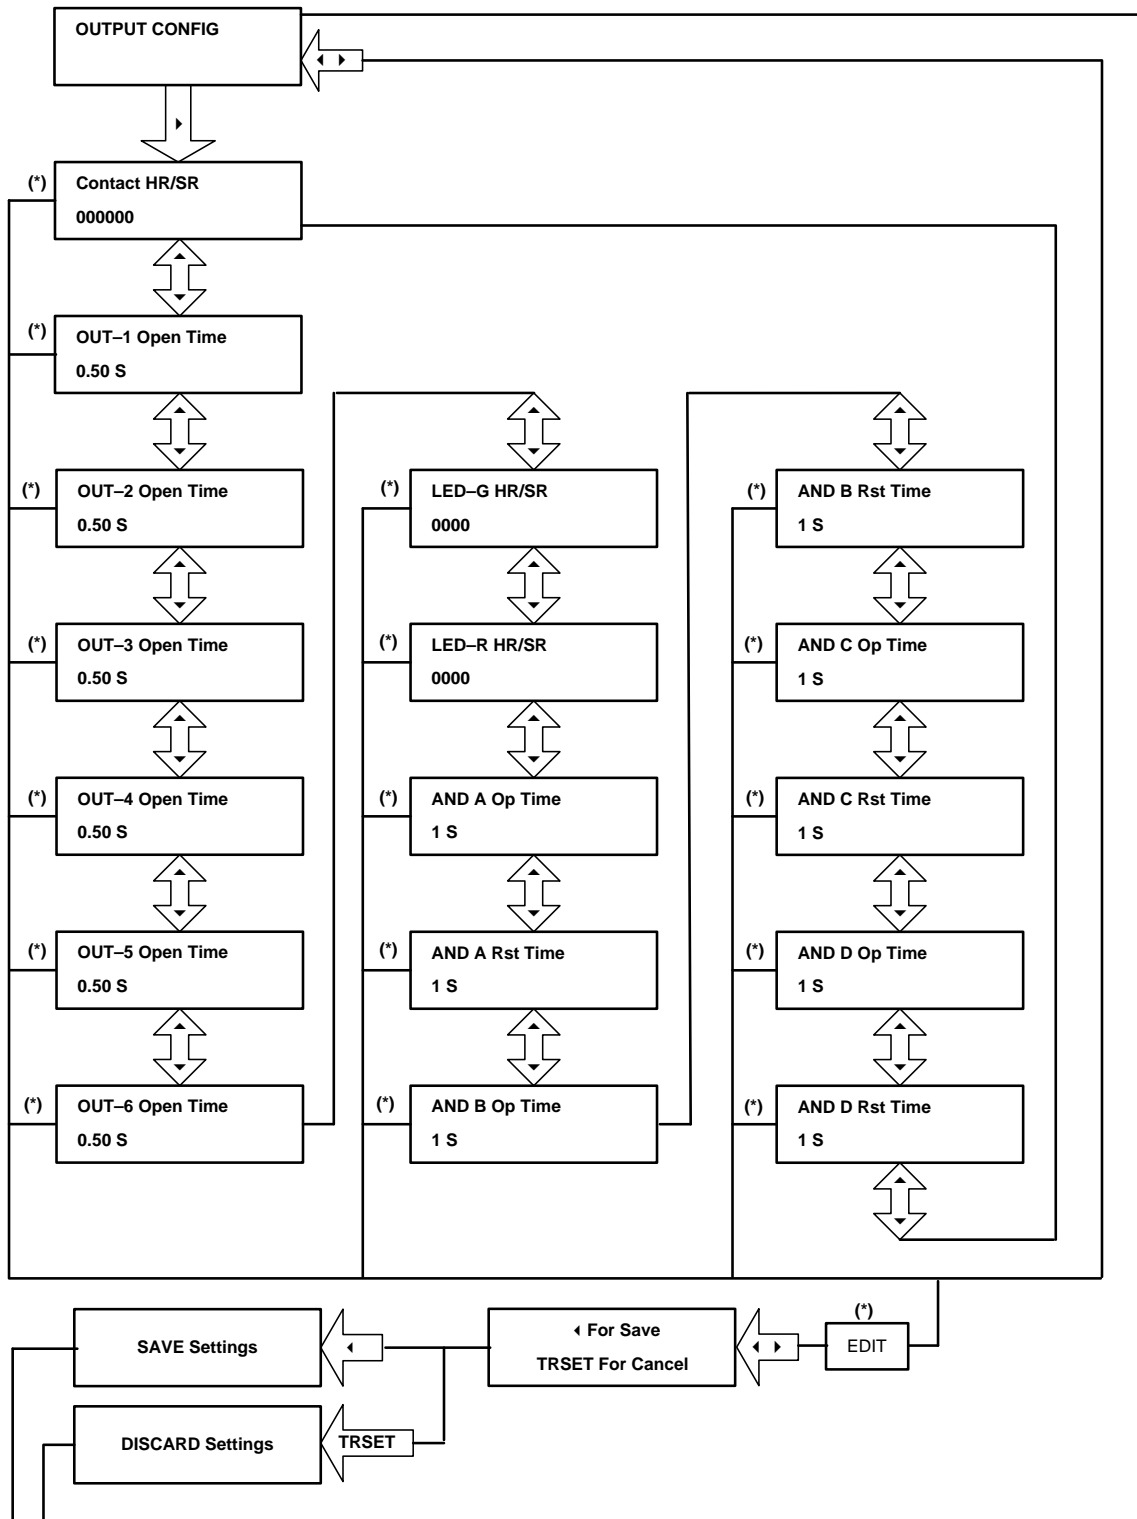 OUTPUT CONFIG
(*)
Contact HR/SR
000000
(*)
OUT–1 Open Time
0.50 S
(*)
OUT–2 Open Time
0.50 S
(*)
OUT–3 Open Time
0.50 S
(*)
OUT–4 Open Time
0.50 S
(*)
OUT–5 Open Time
0.50 S
(*)
OUT–6 Open Time
0.50 S
(*)
LED–G HR/SR
0000
(*)
LED–R HR/SR
0000
(*)
AND A Op Time
1 S
(*)
AND A Rst Time
1 S
(*)
AND B Op Time
1 S
(*)
AND B Rst Time
1 S
(*)
AND C Op Time
1 S
(*)
AND C Rst Time
1 S
(*)
AND D Op Time
1 S
(*)
AND D Rst Time
1 S
(*)
EDIT
For Save
TRSET For Cancel
SAVE Settings
TRSET
DISCARD Settings